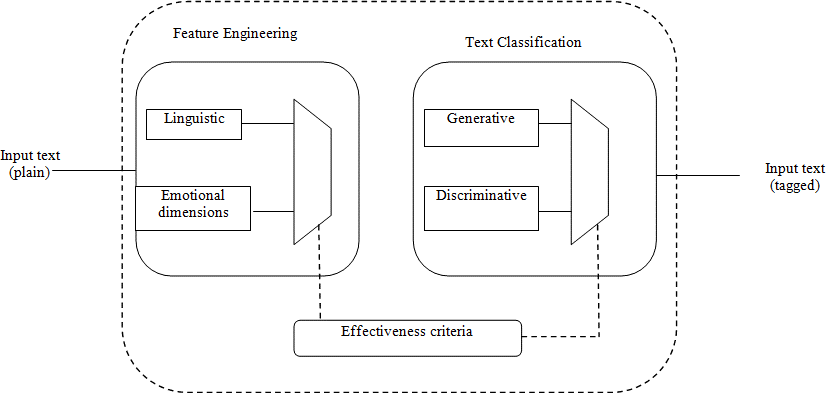 Feature Engineering
Text Classification
Linguistic
Generative
Input text
(plain)
Input text
(tagged)
Emotional
dimensions
Discriminative
Effectiveness criteria